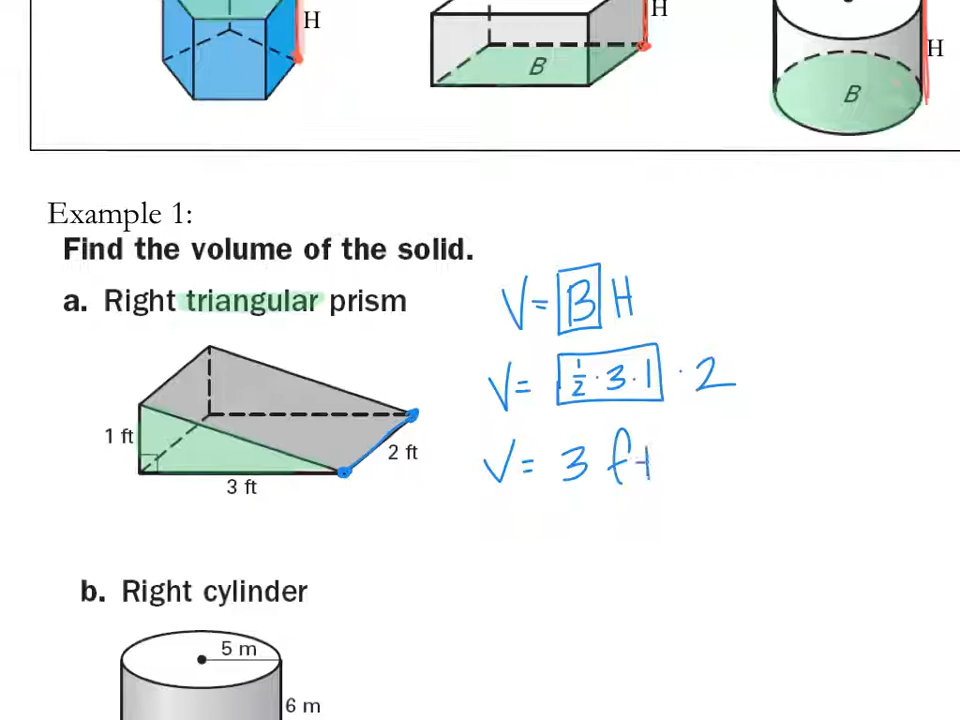 H
H
H
B
B
Example 1:
Find the volume of the solid.
a. Right triangular prism
V = B H
V = 1/2 · 3 · 1 · 2
V = 3 ft
1 ft
2 ft
3 ft
b. Right cylinder
5 m
6 m